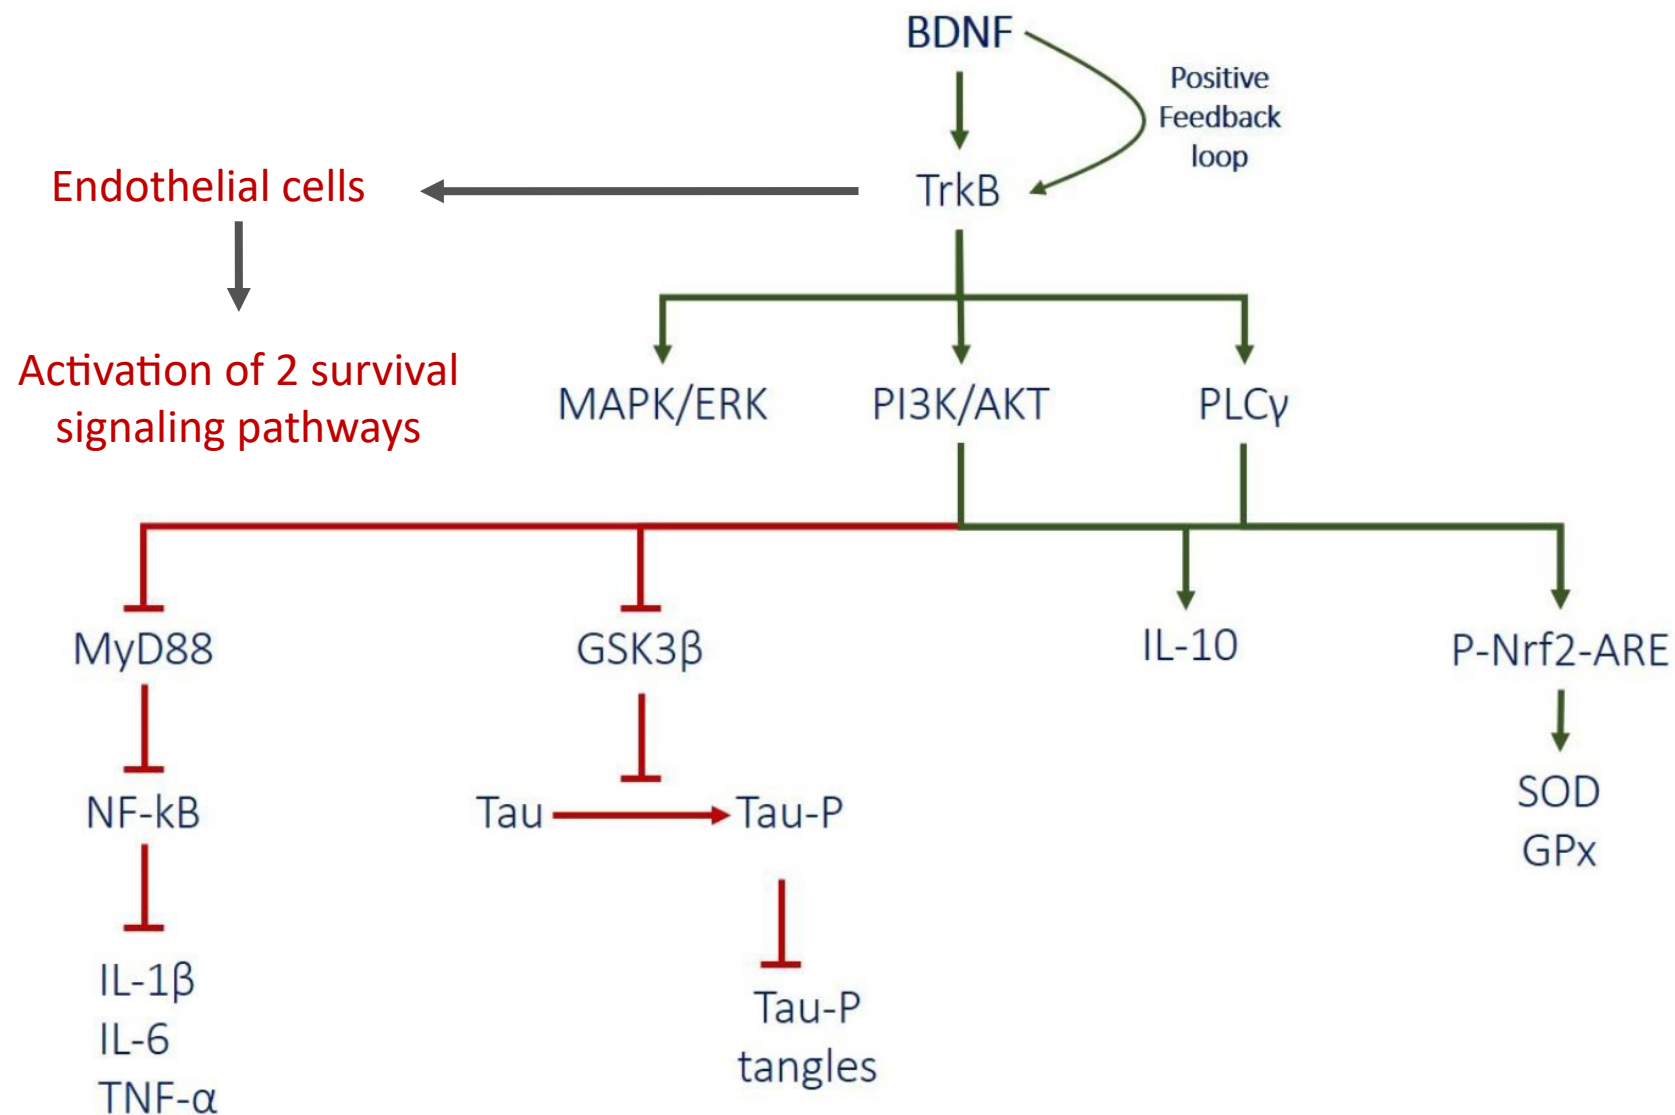 BDNF
Positive
Feedback
loop
Endothelial cells
TrkB
Activation of 2 survival
signaling pathways
MAPK/ERK
PI3K/AKT
PLCγ
MyD88
GSK3β
IL-10
P-Nrf2-ARE
NF-kB
Tau
Tau-P
SOD
GPx
IL-1β
IL-6
TNF-α
Tau-P
tangles